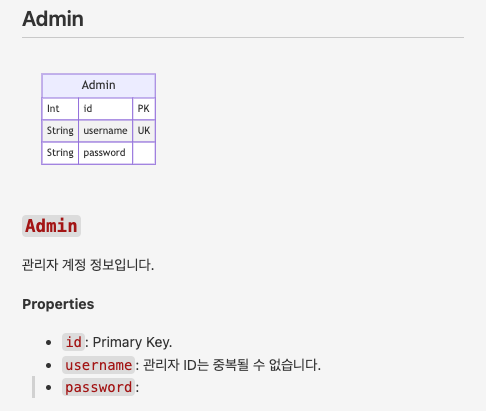 Admin
Admin
Int id PK
String username UK
String password
Admin
관리자 계정 정보입니다.
Properties
id: Primary Key.
username: 관리자 ID는 중복될 수 없습니다.
password: